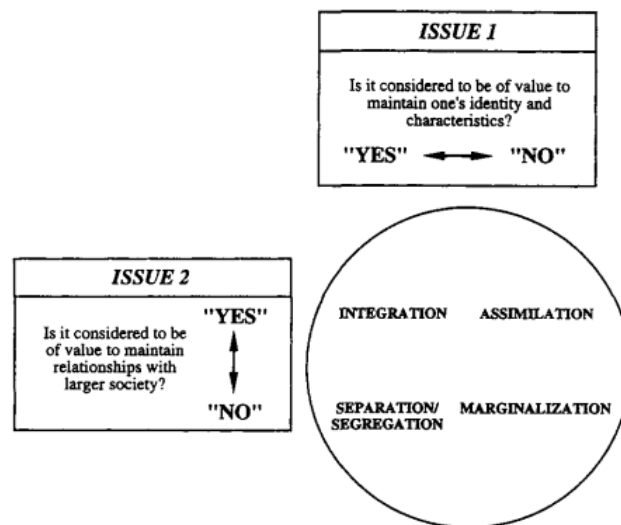 ISSUE 1
Is it considered to be of value to
maintain one's identity and
characteristics?
"YES" "NO"
ISSUE 2
Is it considered to be
of value to maintain
relationships with
larger society?
"YES"
"NO"
INTEGRATION ASSIMILATION
SEPARATION/ MARGINALIZATION
SEGREGATION